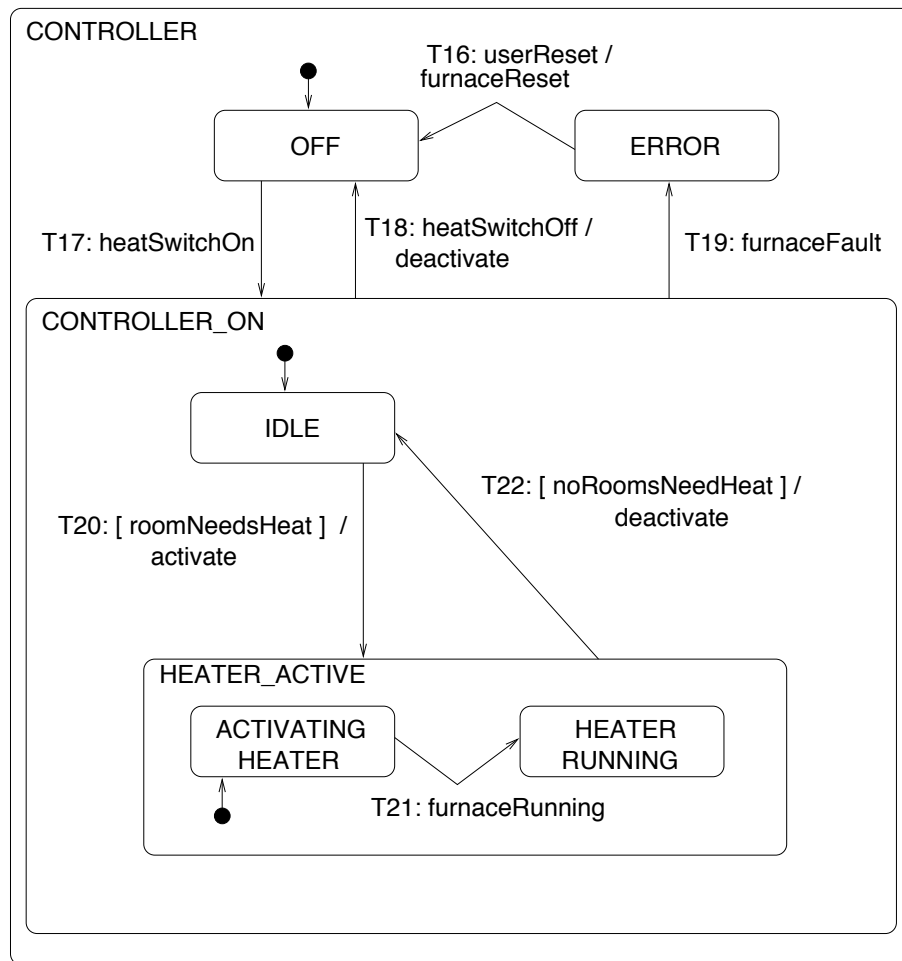 CONTROLLER
T16: userReset /
furnaceReset
OFF
ERROR
T17: heatSwitchOn
T18: heatSwitchOff /
deactivate
T19: furnaceFault
CONTROLLER_ON
IDLE
T22: [ noRoomsNeedHeat ] /
deactivate
T20: [ roomNeedsHeat ] /
activate
HEATER_ACTIVE
ACTIVATING
HEATER
HEATER
RUNNING
T21: furnaceRunning